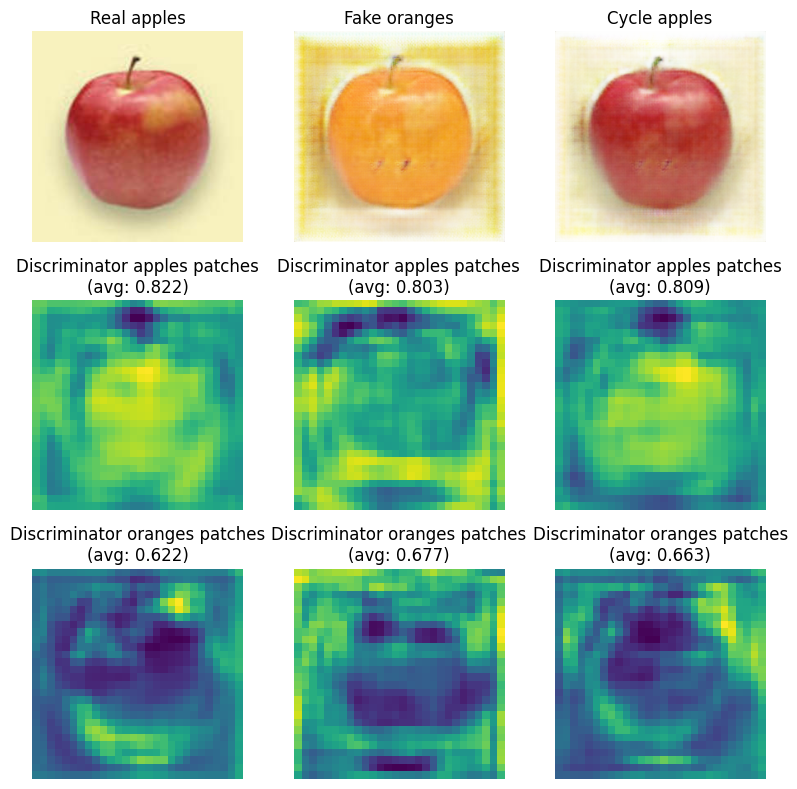 Real apples
Fake oranges
Cycle apples
Discriminator apples patches
(avg: 0.822)
Discriminator apples patches
(avg: 0.803)
Discriminator apples patches
(avg: 0.809)
Discriminator oranges patches
(avg: 0.622)
Discriminator oranges patches
(avg: 0.677)
Discriminator oranges patches
(avg: 0.663)